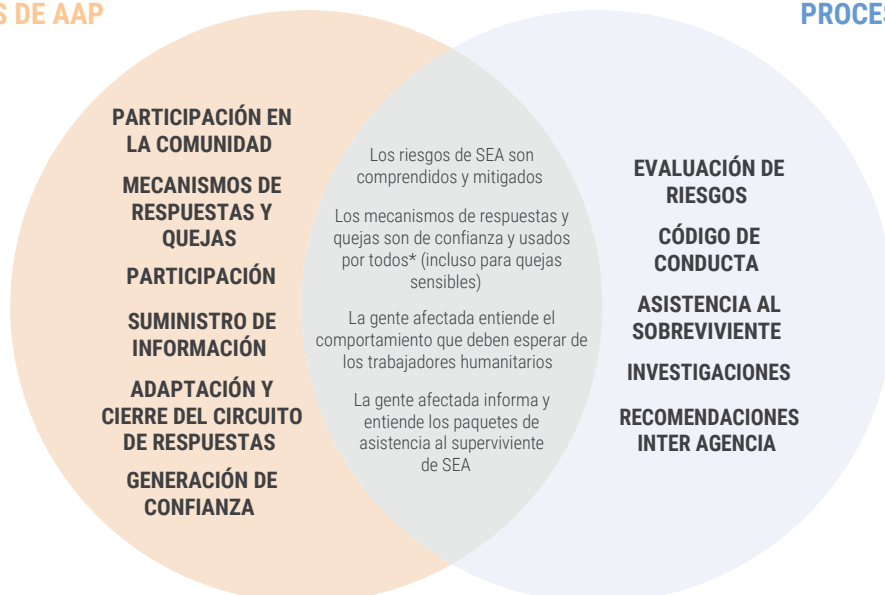 S DE AAP
PROCES
PARTICIPACIÓN EN
LA COMUNIDAD
MECANISMOS DE
RESPUESTAS Y
QUEJAS
PARTICIPACIÓN
SUMINISTRO DE
INFORMACIÓN
ADAPTACIÓN Y
CIERRE DEL CIRCUITO
DE RESPUESTAS
GENERACIÓN DE
CONFIANZA
Los riesgos de SEA son
comprendidos y mitigados
Los mecanismos de respuestas y
quejas son de confianza y usados
por todos* (incluso para quejas
sensibles)
La gente afectada entiende el
comportamiento que deben esperar de
los trabajadores humanitarios
La gente afectada informa y
entiende los paquetes de
asistencia al superviviente
de SEA
EVALUACIÓN DE
RIESGOS
CÓDIGO DE
CONDUCTA
ASISTENCIA AL
SOBREVIVIENTE
INVESTIGACIONES
RECOMENDACIONES
INTER AGENCIA